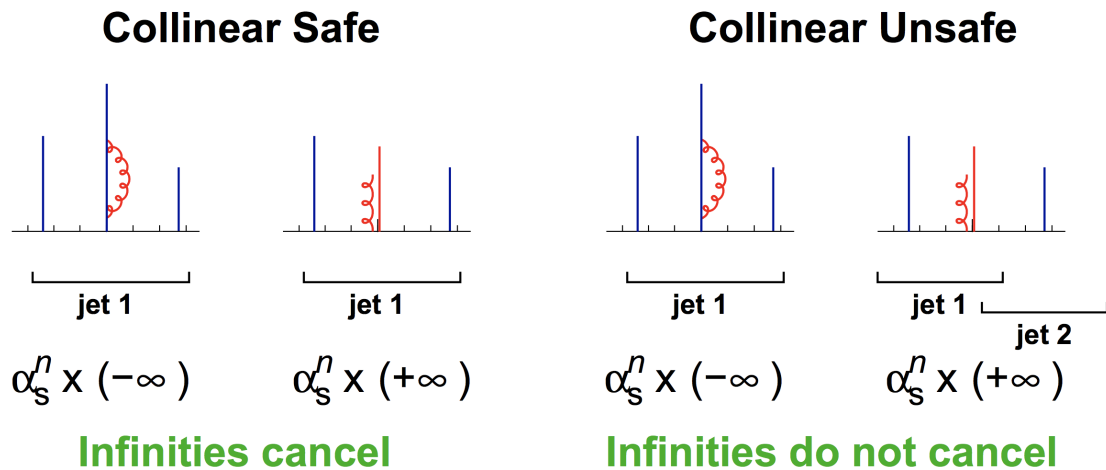 Collinear Safe
Collinear Unsafe
jet 1
jet 1
jet 1
jet 1
jet 2
αₛⁿ x (−∞)
αₛⁿ x (+∞)
αₛⁿ x (−∞)
αₛⁿ x (+∞)
Infinities cancel
Infinities do not cancel